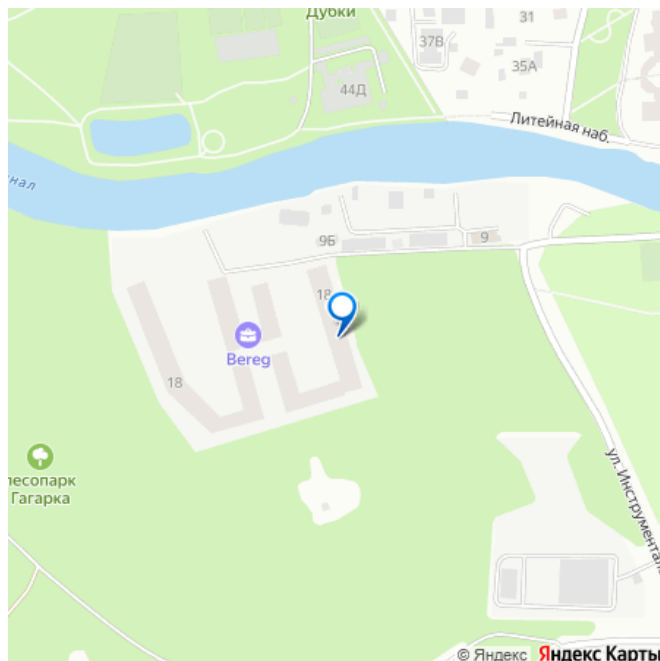 Дубки
31
37В
35А
44Д
Литейная наб.
нал
9Б
9
18
Bereg
18
лесопарк
Гагарка
ул. Инструментал
© Яндекс Яндекс Карты